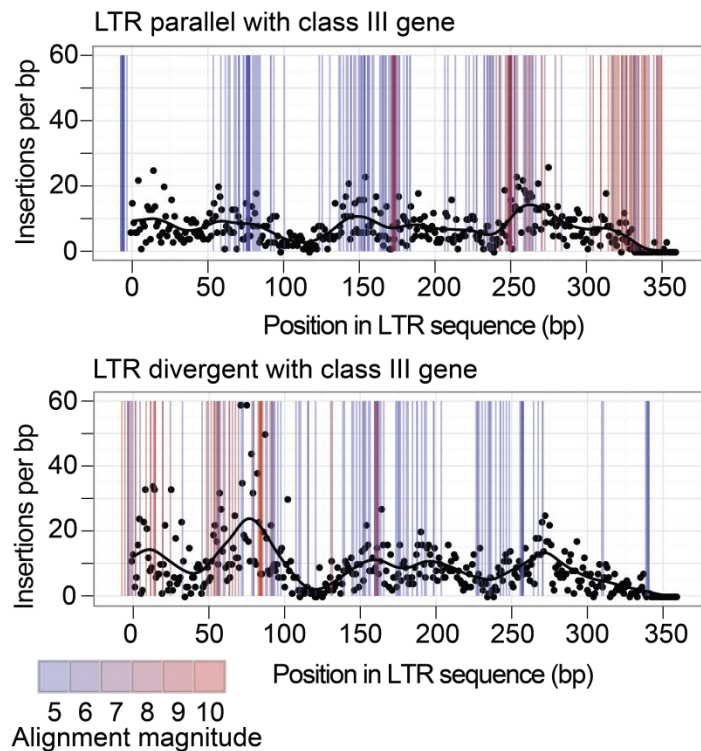 LTR parallel with class III gene
Insertions per bp
60
40
20
0
0 50 100 150 200 250 300 350
Position in LTR sequence (bp)
LTR divergent with class III gene
Insertions per bp
60
40
20
0
0 50 100 150 200 250 300 350
Position in LTR sequence (bp)
5 6 7 8 9 10
Alignment magnitude